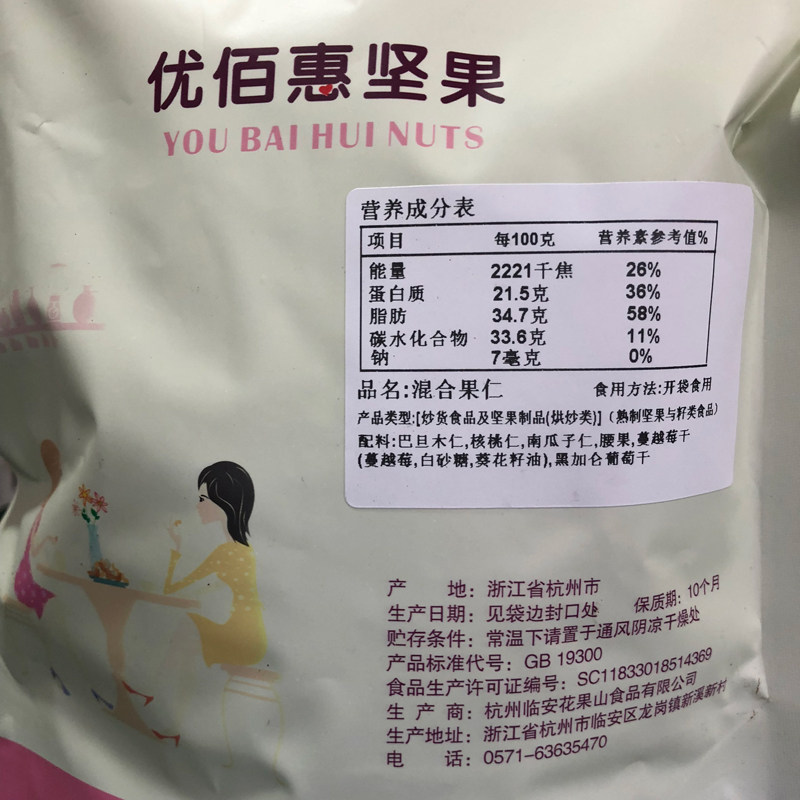 优佰惠坚果
YOU BAI HUI NUTS
营养成分表
项目 每100克 营养素参考值%
能量 2221千焦 26%
蛋白质 21.5克 36%
脂肪 34.7克 58%
碳水化合物 33.6克 11%
钠 7毫克 0%
品名:混合果仁 食用方法:开袋食用
产品类型:[炒货食品及坚果制品(烘炒类)]（熟制坚果与籽类食品）
配料:巴旦木仁,核桃仁,南瓜子仁,腰果,蔓越莓干
(蔓越莓,白砂糖,葵花籽油),黑加仑葡萄干
产 地: 浙江省杭州市
生产日期: 见袋边封口处 保质期: 10个月
贮存条件: 常温下请置于通风阴凉干燥处
产品标准代号: GB 19300
食品生产许可证编号: SC11833018514369
生 产 商: 杭州临安花果山食品有限公司
生产地址: 浙江省杭州市临安区龙岗镇新溪新村
电 话: 0571-63635470